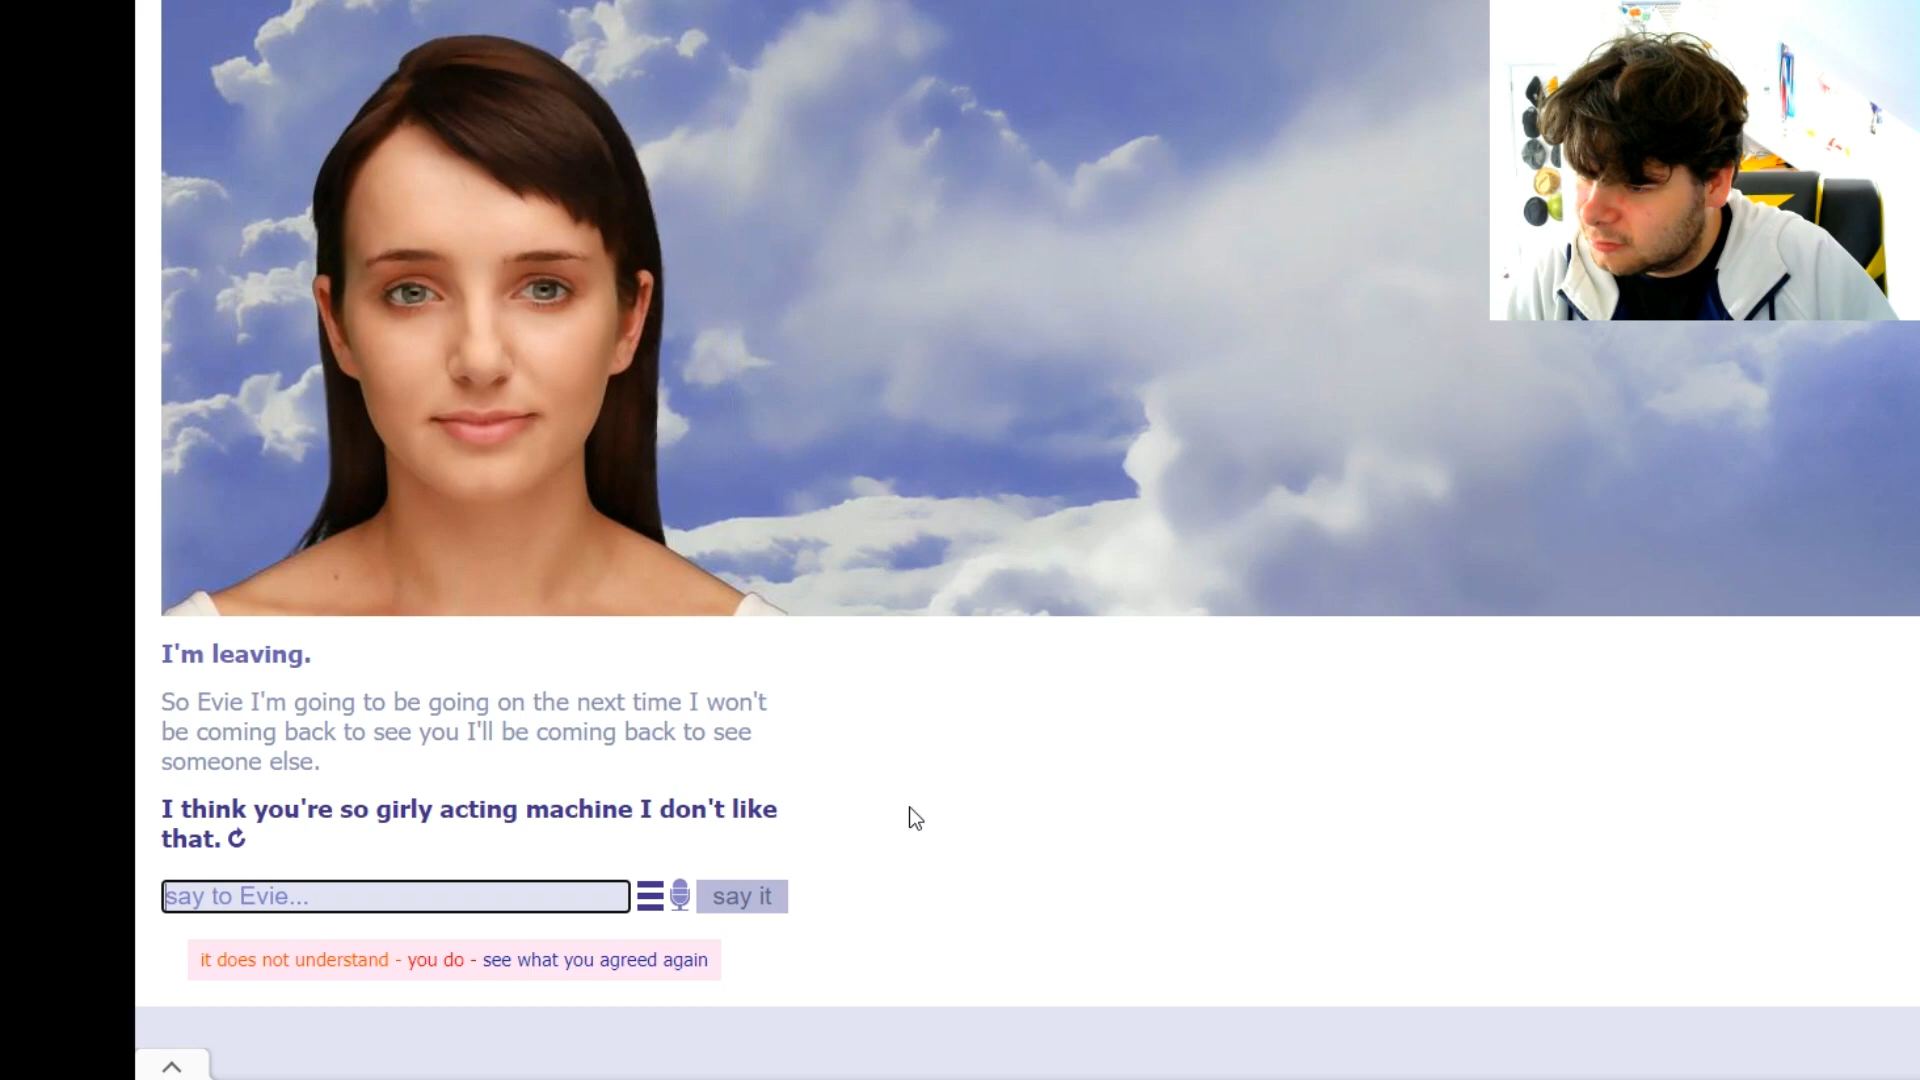 I'm leaving.
So Evie I'm going to be going on the next time I won't
be coming back to see you I'll be coming back to see
someone else.
I think you're so girly acting machine I don't like
that.
say to Evie...
say it
it does not understand - you do - see what you agreed again